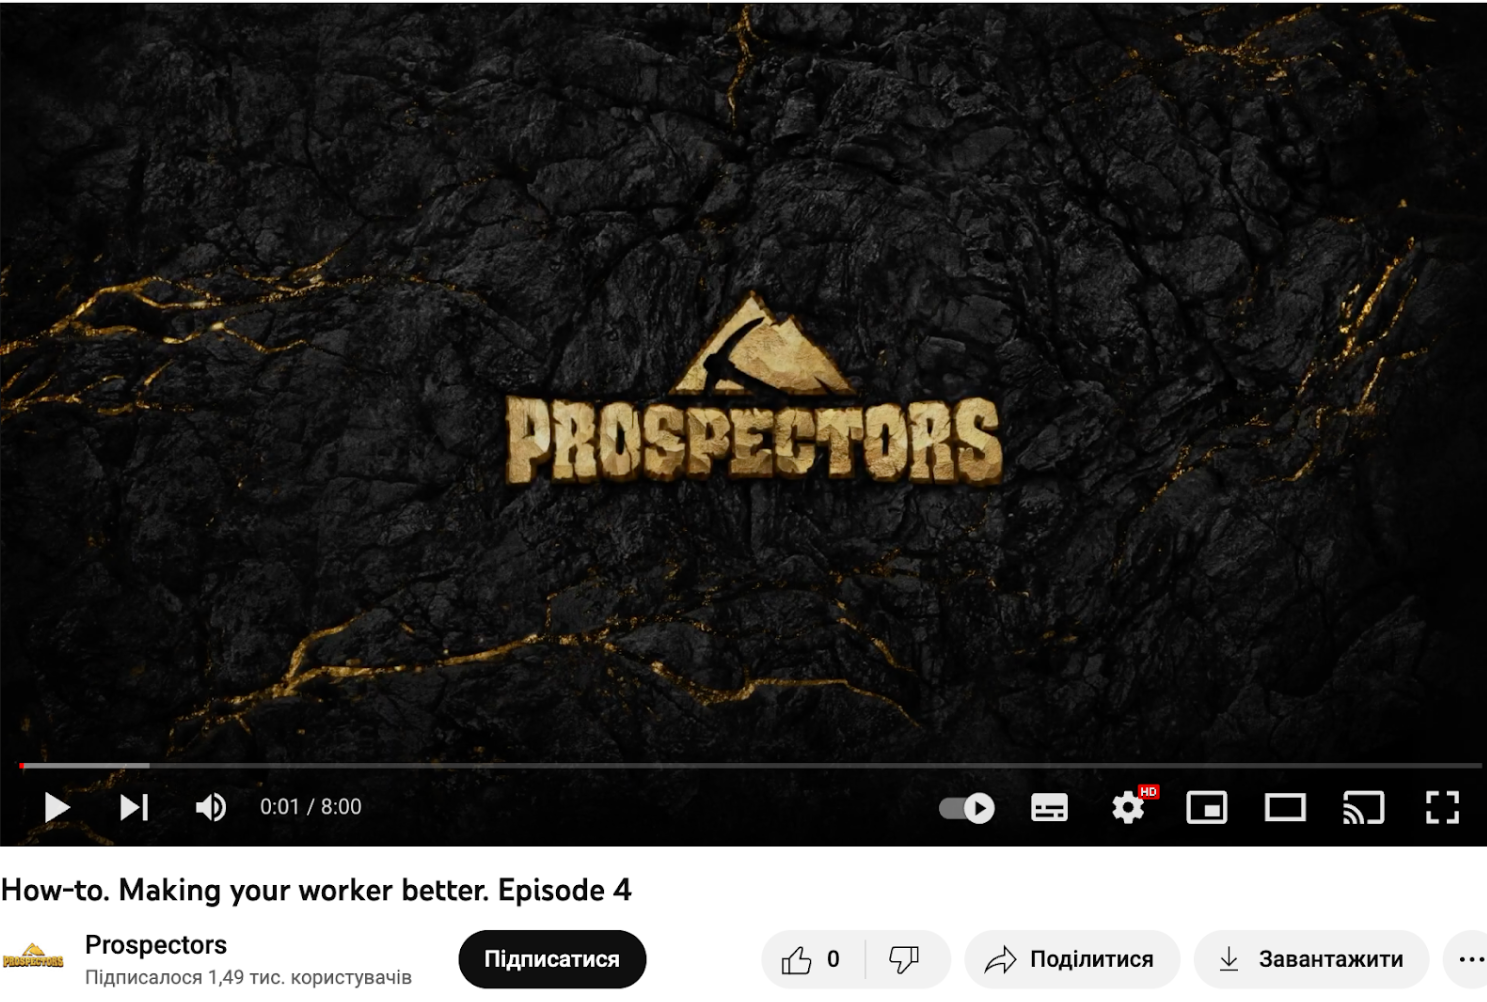 PROSPECTORS
0:01 / 8:00
HD
How-to. Making your worker better. Episode 4
PROSPECTORS
Prospectors
Підписалося 1,49 тис. користувачів
Підписатися
0
Поділитися
Завантажити